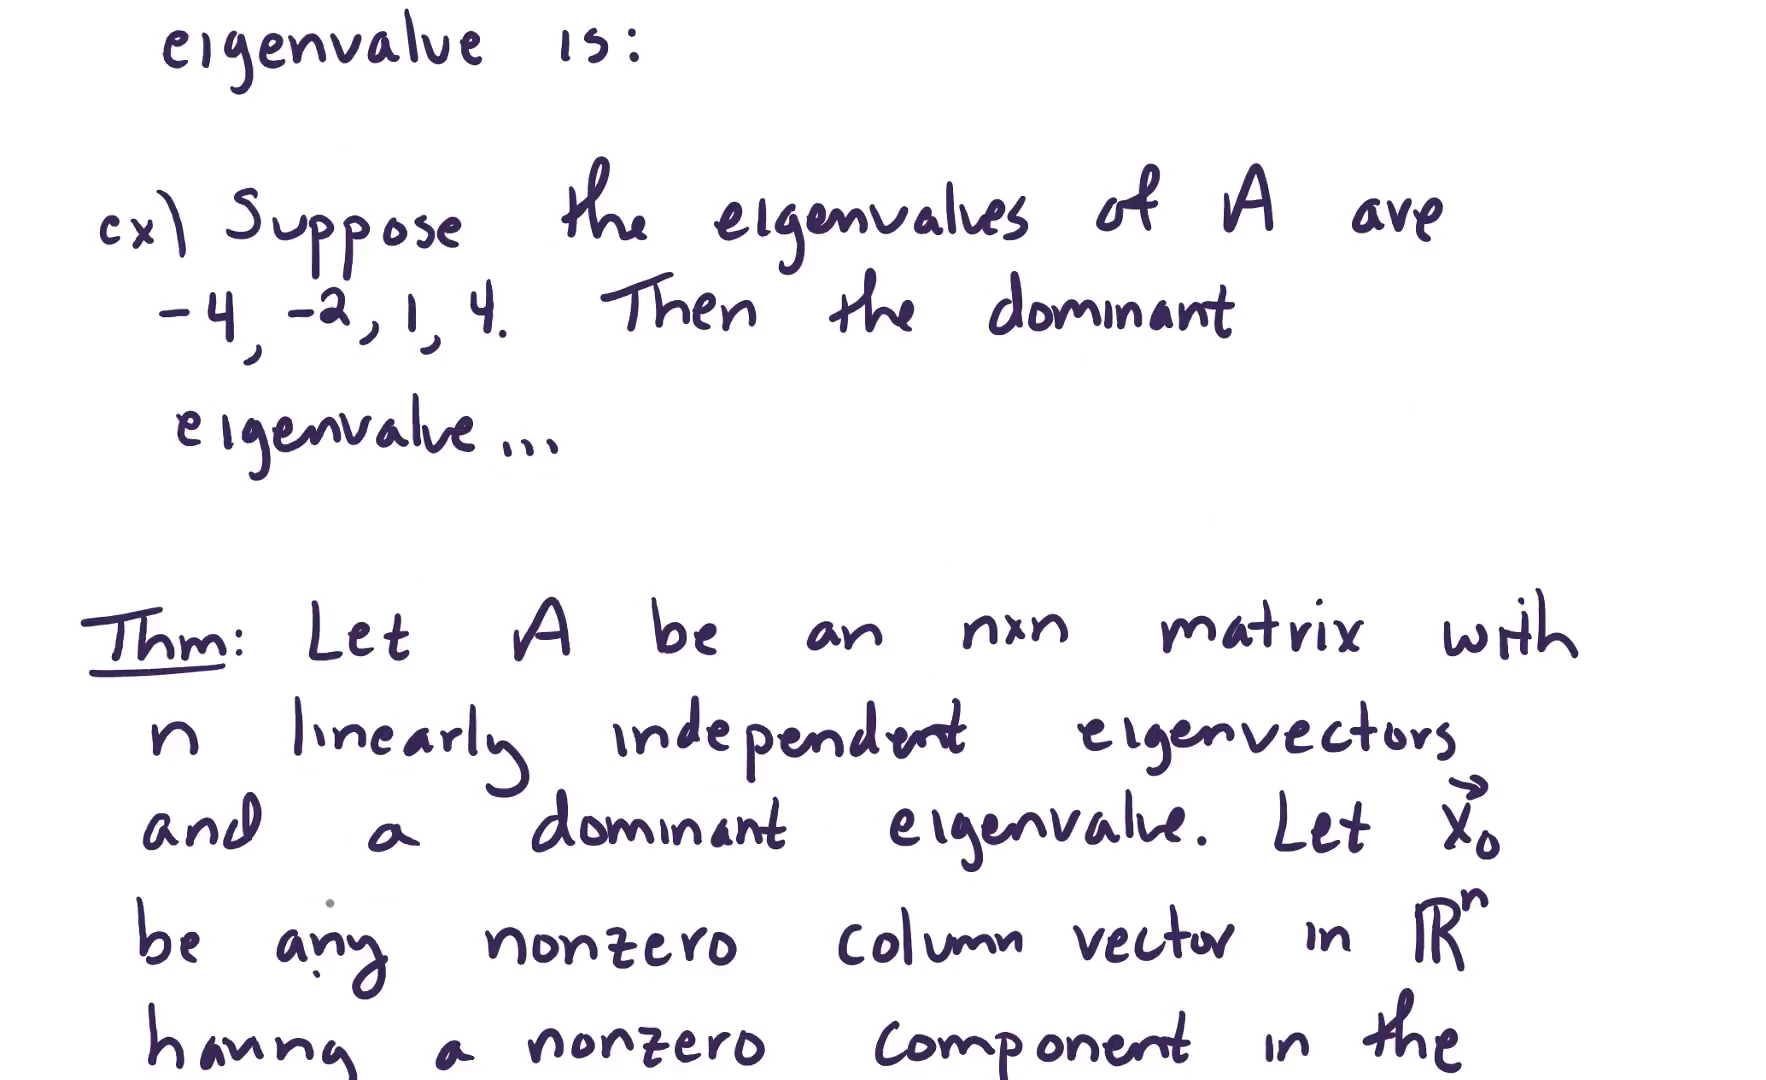 eigenvalue is:
ex) Suppose the eigenvalues of A are
-4, -2, 1, 4. Then the dominant
eigenvalue...
Thm: Let A be an nxn matrix with
n linearly independent eigenvectors
and a dominant eigenvalue. Let x⃗₀
be any nonzero column vector in ℝⁿ
having a nonzero component in the